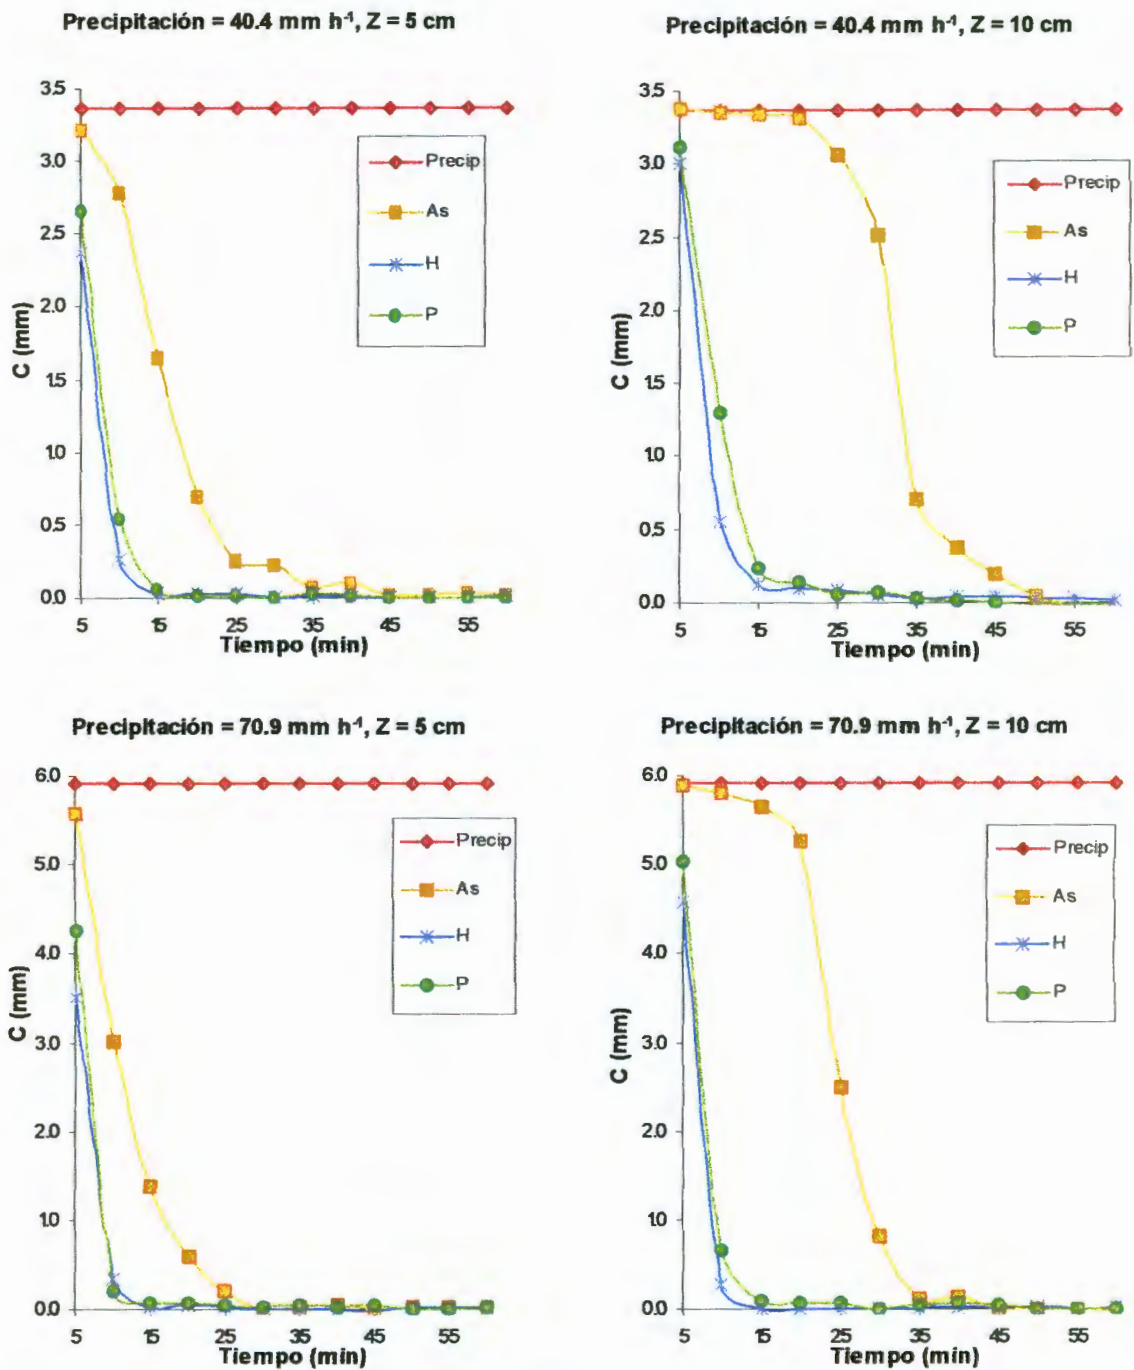 Precipitación = 40.4 mm h⁻¹, Z = 5 cm
C (mm)
3.5
3.0
2.5
2.0
1.5
1.0
0.5
0.0
Precip
As
H
P
5 15 25 35 45 55
Tiempo (min)
Precipitación = 40.4 mm h⁻¹, Z = 10 cm
C (mm)
3.5
3.0
2.5
2.0
1.5
1.0
0.5
0.0
Precip
As
H
P
5 15 25 35 45 55
Tiempo (min)
Precipitación = 70.9 mm h⁻¹, Z = 5 cm
C (mm)
6.0
5.0
4.0
3.0
2.0
1.0
0.0
Precip
As
H
P
5 15 25 35 45 55
Tiempo (min)
Precipitación = 70.9 mm h⁻¹, Z = 10 cm
C (mm)
6.0
5.0
4.0
3.0
2.0
1.0
0.0
Precip
As
H
P
5 15 25 35 45 55
Tiempo (min)